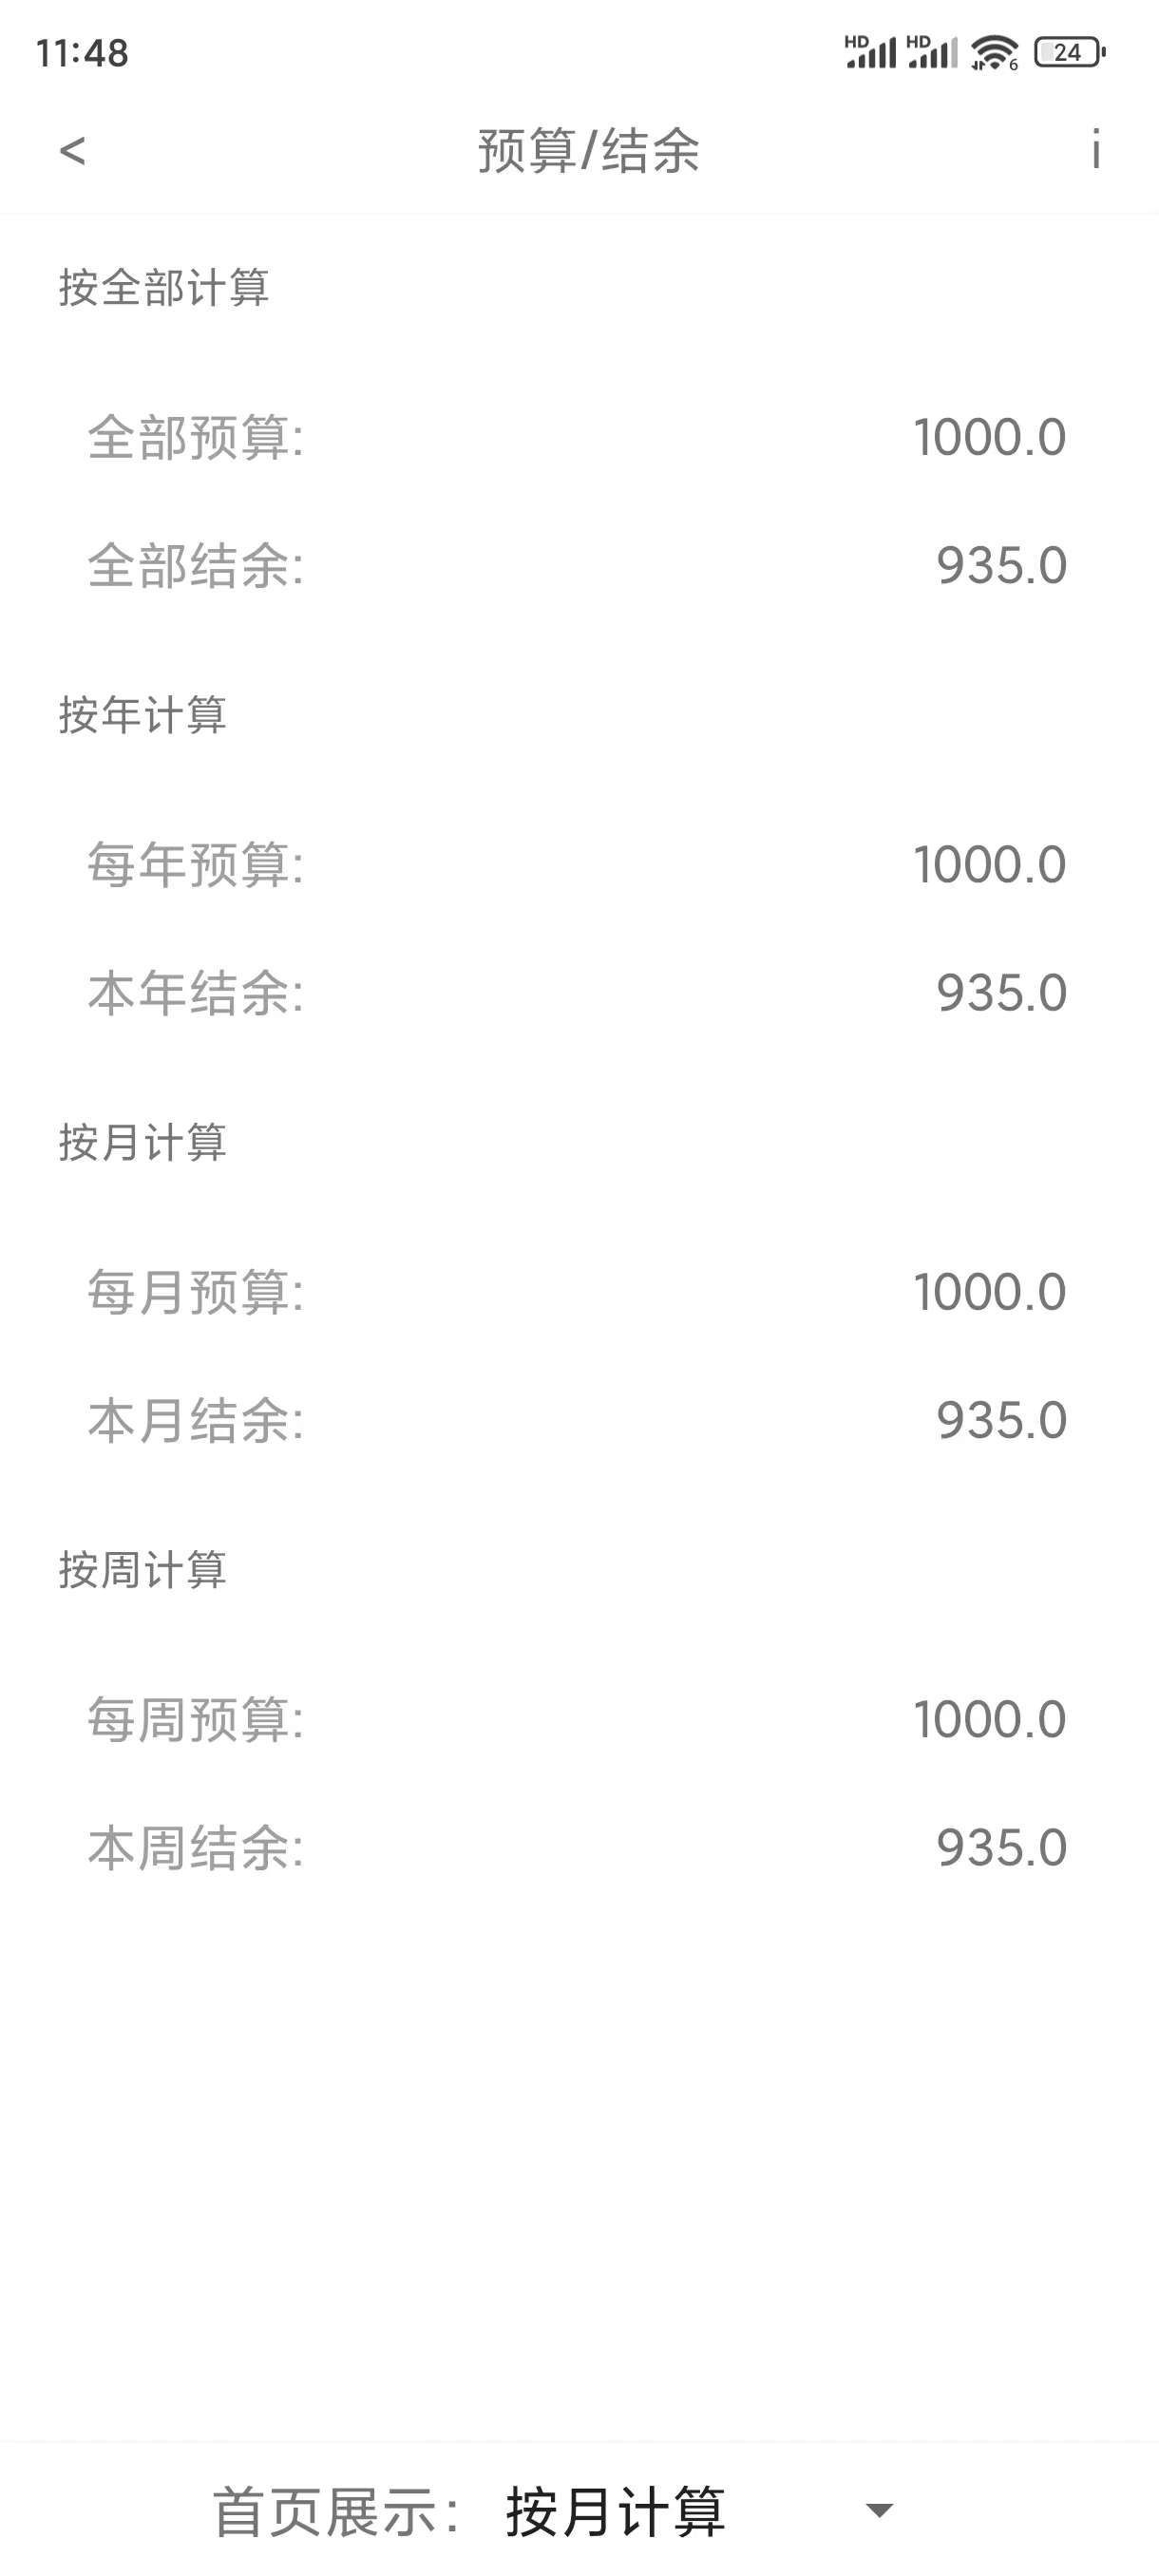 11:48
HD HD 6 24
< 预算/结余 i
按全部计算
全部预算: 1000.0
全部结余: 935.0
按年计算
每年预算: 1000.0
本年结余: 935.0
按月计算
每月预算: 1000.0
本月结余: 935.0
按周计算
每周预算: 1000.0
本周结余: 935.0
首页展示: 按月计算